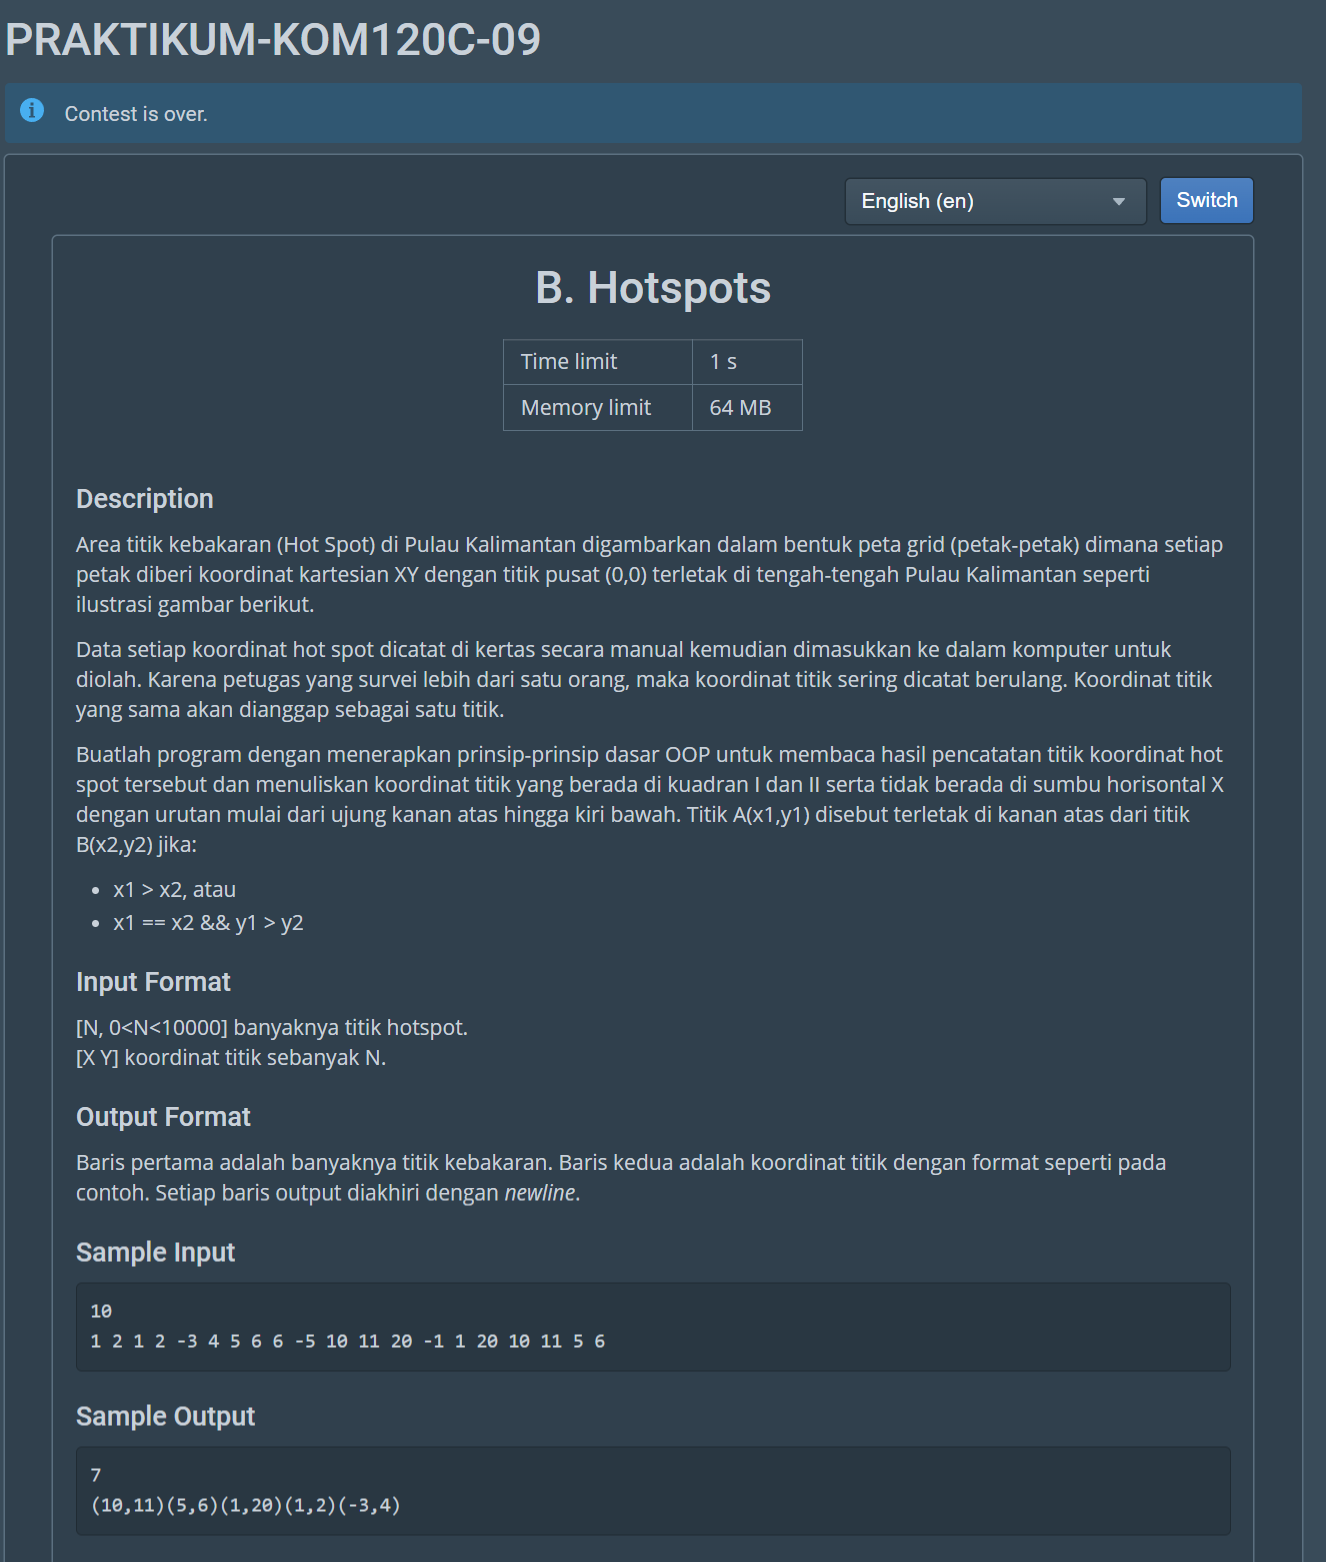 PRAKTIKUM-KOM120C-09
Contest is over.
English (en)
Switch
B. Hotspots
Time limit 1 s
Memory limit 64 MB
Description
Area titik kebakaran (Hot Spot) di Pulau Kalimantan digambarkan dalam bentuk peta grid (petak-petak) dimana setiap
petak diberi koordinat kartesian XY dengan titik pusat (0,0) terletak di tengah-tengah Pulau Kalimantan seperti
ilustrasi gambar berikut.
Data setiap koordinat hot spot dicatat di kertas secara manual kemudian dimasukkan ke dalam komputer untuk
diolah. Karena petugas yang survei lebih dari satu orang, maka koordinat titik sering dicatat berulang. Koordinat titik
yang sama akan dianggap sebagai satu titik.
Buatlah program dengan menerapkan prinsip-prinsip dasar OOP untuk membaca hasil pencatatan titik koordinat hot
spot tersebut dan menuliskan koordinat titik yang berada di kuadran I dan II serta tidak berada di sumbu horisontal X
dengan urutan mulai dari ujung kanan atas hingga kiri bawah. Titik A(x1,y1) disebut terletak di kanan atas dari titik
B(x2,y2) jika:
• x1 > x2, atau
• x1 == x2 && y1 > y2
Input Format
[N, 0<N<10000] banyaknya titik hotspot.
[X Y] koordinat titik sebanyak N.
Output Format
Baris pertama adalah banyaknya titik kebakaran. Baris kedua adalah koordinat titik dengan format seperti pada
contoh. Setiap baris output diakhiri dengan newline.
Sample Input
10
1 2 1 2 -3 4 5 6 6 -5 10 11 20 -1 1 20 10 11 5 6
Sample Output
7
(10,11)(5,6)(1,20)(1,2)(-3,4)